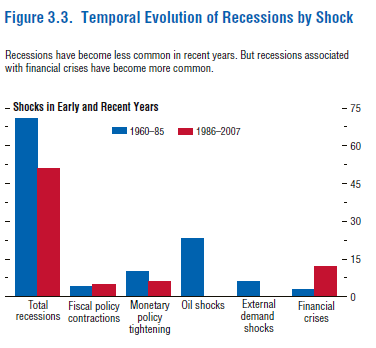 Figure 3.3. Temporal Evolution of Recessions by Shock
Recessions have become less common in recent years. But recessions associated
with financial crises have become more common.
Shocks in Early and Recent Years
75
1960–85 1986–2007
60
45
30
15
0
Total recessions
Fiscal policy contractions
Monetary policy tightening
Oil shocks
External demand shocks
Financial crises